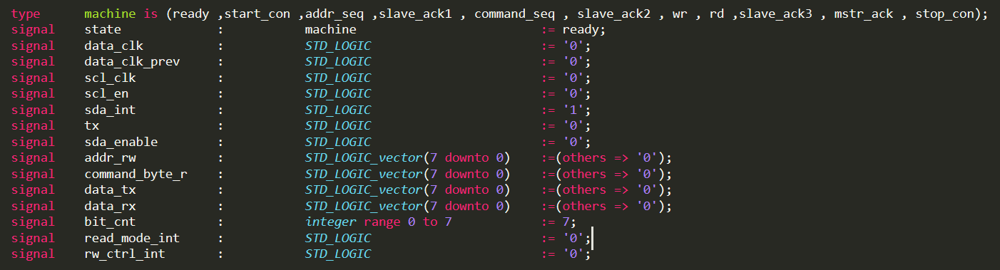 type machine is (ready ,start_con ,addr_seq ,slave_ack1 , command_seq , slave_ack2 , wr , rd ,slave_ack3 , mstr_ack , stop_con);
signal state : machine := ready;
signal data_clk : STD_LOGIC := '0';
signal data_clk_prev : STD_LOGIC := '0';
signal scl_clk : STD_LOGIC := '0';
signal scl_en : STD_LOGIC := '0';
signal sda_int : STD_LOGIC := '1';
signal tx : STD_LOGIC := '0';
signal sda_enable : STD_LOGIC := '0';
signal addr_rw : STD_LOGIC_vector(7 downto 0) :=(others => '0');
signal command_byte_r : STD_LOGIC_vector(7 downto 0) :=(others => '0');
signal data_tx : STD_LOGIC_vector(7 downto 0) :=(others => '0');
signal data_rx : STD_LOGIC_vector(7 downto 0) :=(others => '0');
signal bit_cnt : integer range 0 to 7 := 7;
signal read_mode_int : STD_LOGIC := '0';
signal rw_ctrl_int : STD_LOGIC := '0';